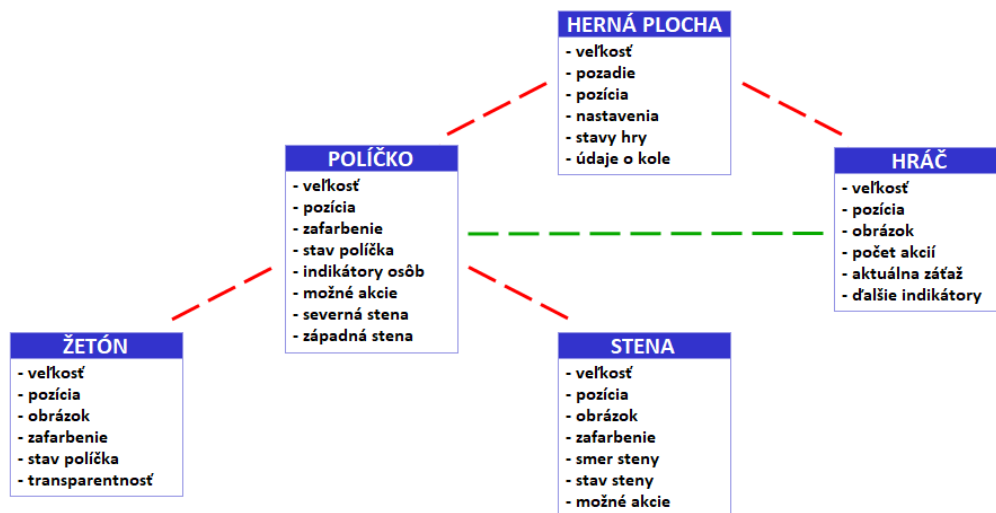 HERNÁ PLOCHA
- veľkosť
- pozadie
- pozícia
- nastavenia
- stavy hry
- údaje o kole
POLÍČKO
- veľkosť
- pozícia
- zafarbenie
- stav políčka
- indikátory osôb
- možné akcie
- severná stena
- západná stena
HRÁČ
- veľkosť
- pozícia
- obrázok
- počet akcií
- aktuálna záťaž
- ďalšie indikátory
ŽETÓN
- veľkosť
- pozícia
- obrázok
- zafarbenie
- stav políčka
- transparentnosť
STENA
- veľkosť
- pozícia
- obrázok
- zafarbenie
- smer steny
- stav steny
- možné akcie